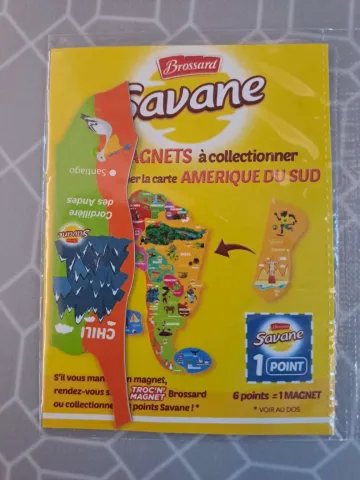 Brossard
Savane
AGNETS à collectionner
er la carte AMERIQUE DU SUD
Santiago
Cordillère
des Andes
Savane
CHILI
Brossard
Savane
1 POINT
S'il vous man n magnet,
rendez-vous s TROC'N' MAGNET Brossard
ou collectionne points Savane ! *
6 points = 1 MAGNET
* VOIR AU DOS